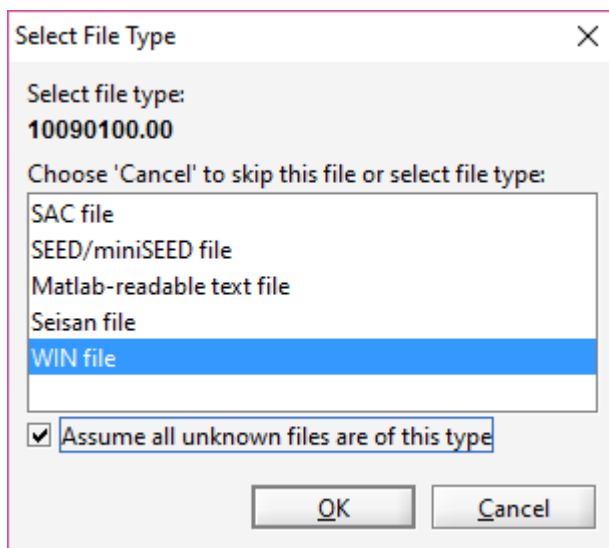 Select File Type
Select file type:
10090100.00
Choose 'Cancel' to skip this file or select file type:
SAC file
SEED/miniSEED file
Matlab-readable text file
Seisan file
WIN file
Assume all unknown files are of this type
OK
Cancel